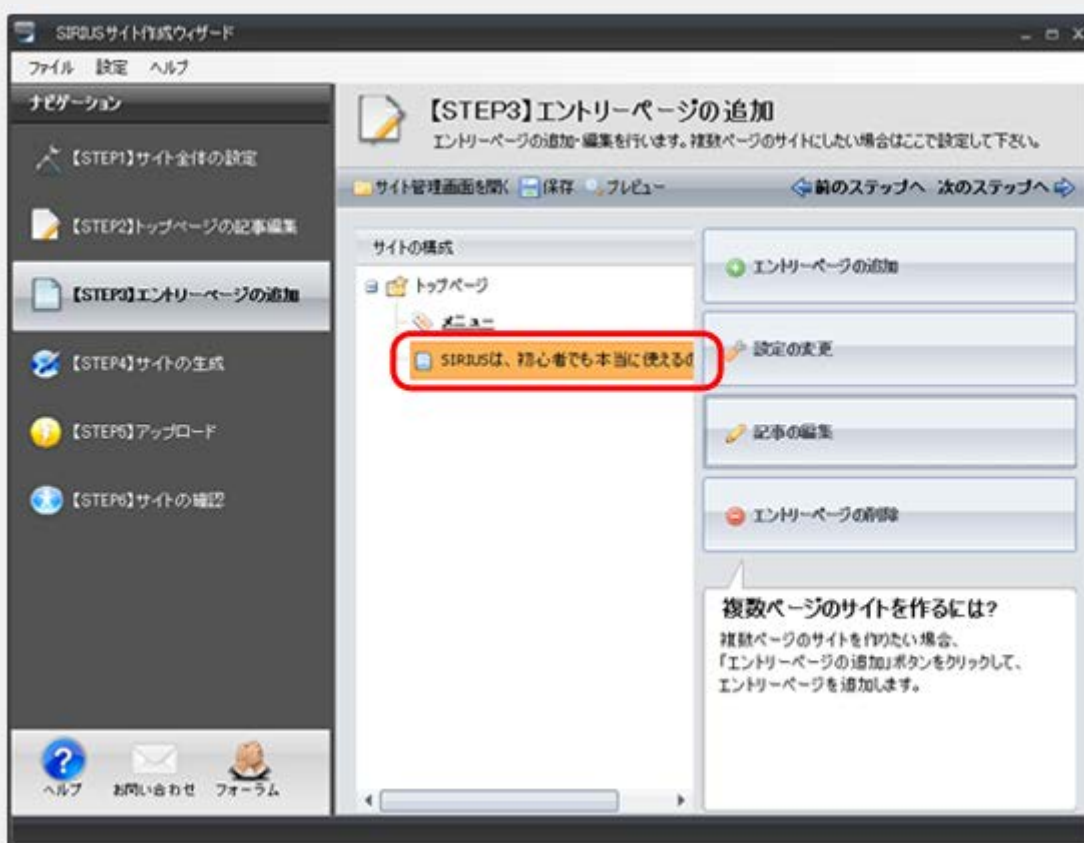 SIRIUSサイト作成ウィザード
ファイル 設定 ヘルプ
ナビゲーション
【STEP1】サイト全体の設定
【STEP2】トップページの記事編集
【STEP3】エントリーページの追加
【STEP4】サイトの生成
【STEP5】アップロード
【STEP6】サイトの確認
ヘルプ お問い合わせ フォーラム
【STEP3】エントリーページの追加
エントリーページの追加・編集を行います。複数ページのサイトにしたい場合はここで設定して下さい。
サイト管理画面を開く 保存 プレビュー 前のステップへ 次のステップへ
サイトの構成
トップページ
メニュー
SIRIUSは、初心者でも本当に使えるの
エントリーページの追加
設定の変更
記事の編集
エントリーページの削除
複数ページのサイトを作るには?
複数ページのサイトを作りたい場合、
「エントリーページの追加」ボタンをクリックして、
エントリーページを追加します。